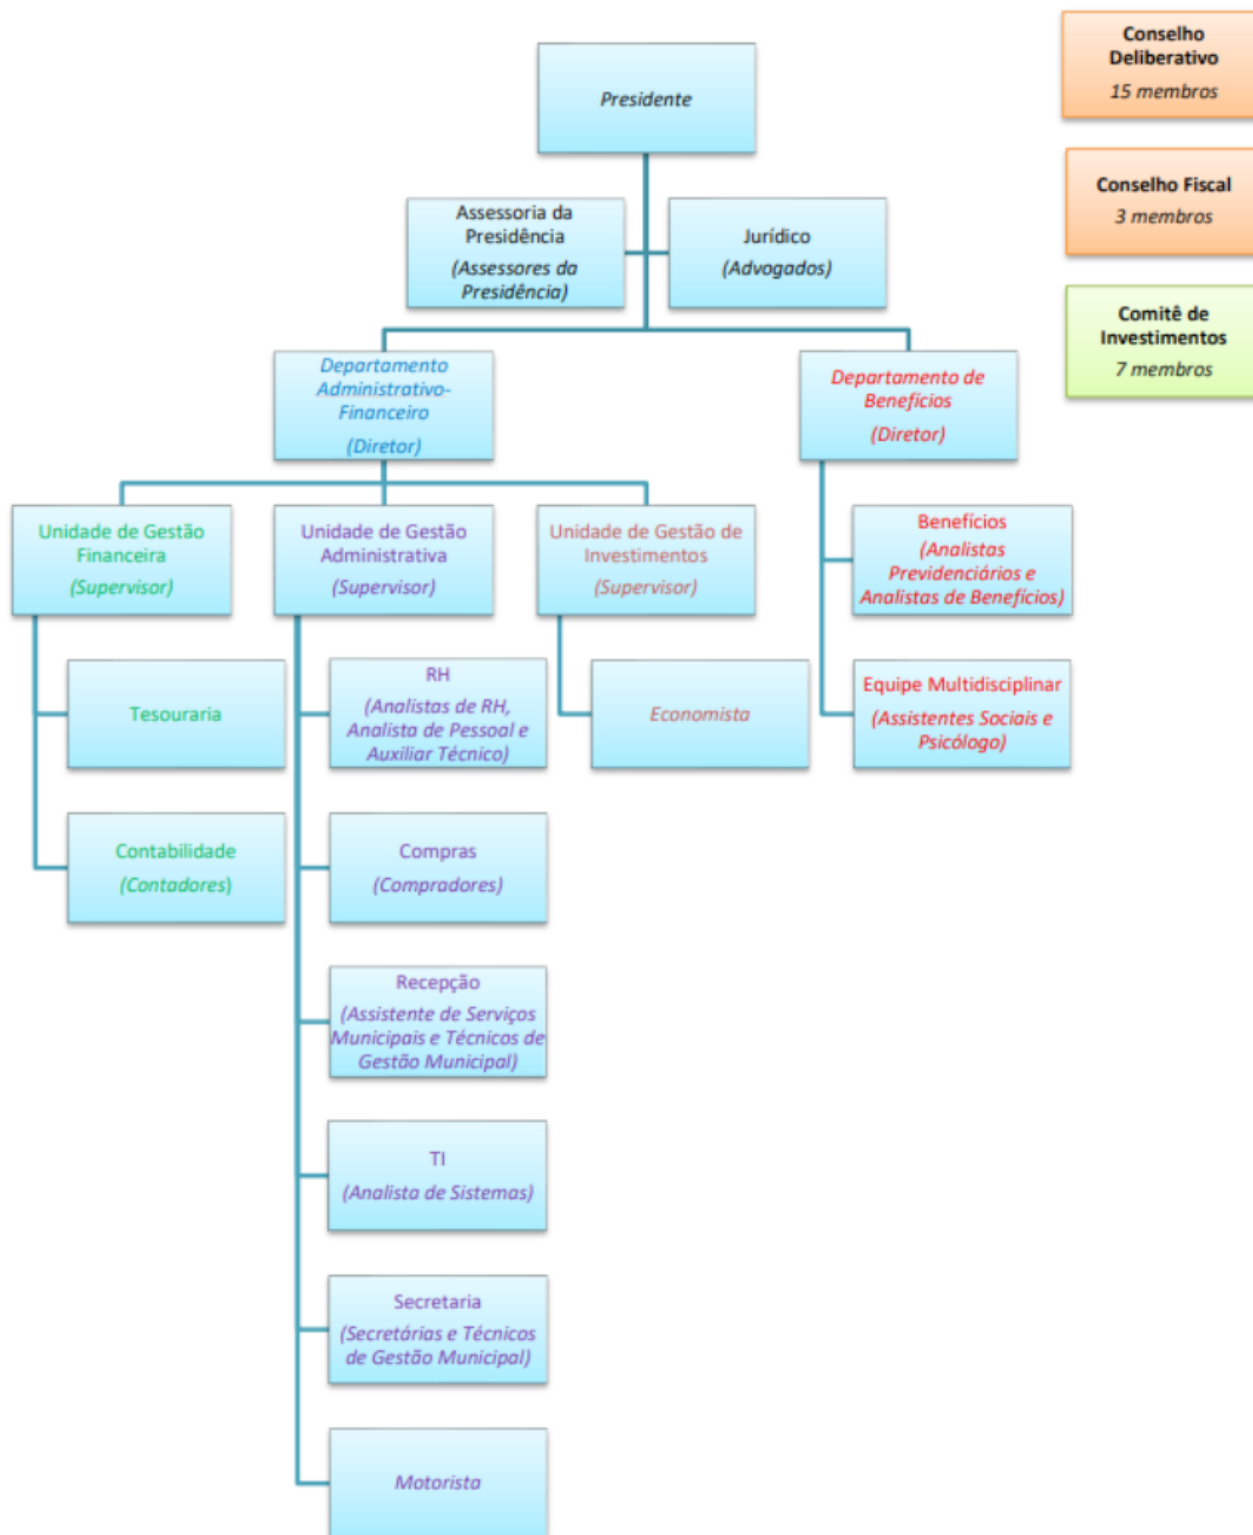 Presidente
Conselho
Deliberativo
15 membros
Conselho Fiscal
3 membros
Comitê de
Investimentos
7 membros
Assessoria da
Presidência
(Assessores da
Presidência)
Jurídico
(Advogados)
Departamento
Administrativo-
Financeiro
(Diretor)
Departamento de
Benefícios
(Diretor)
Unidade de Gestão
Financeira
(Supervisor)
Unidade de Gestão
Administrativa
(Supervisor)
Unidade de Gestão de
Investimentos
(Supervisor)
Benefícios
(Analistas
Previdenciários e
Analistas de Benefícios)
Tesouraria
RH
(Analistas de RH,
Analista de Pessoal e
Auxiliar Técnico)
Economista
Equipe Multidisciplinar
(Assistentes Sociais e
Psicólogo)
Contabilidade
(Contadores)
Compras
(Compradores)
Recepção
(Assistente de Serviços
Municipais e Técnicos de
Gestão Municipal)
TI
(Analista de Sistemas)
Secretaria
(Secretárias e Técnicos
de Gestão Municipal)
Motorista